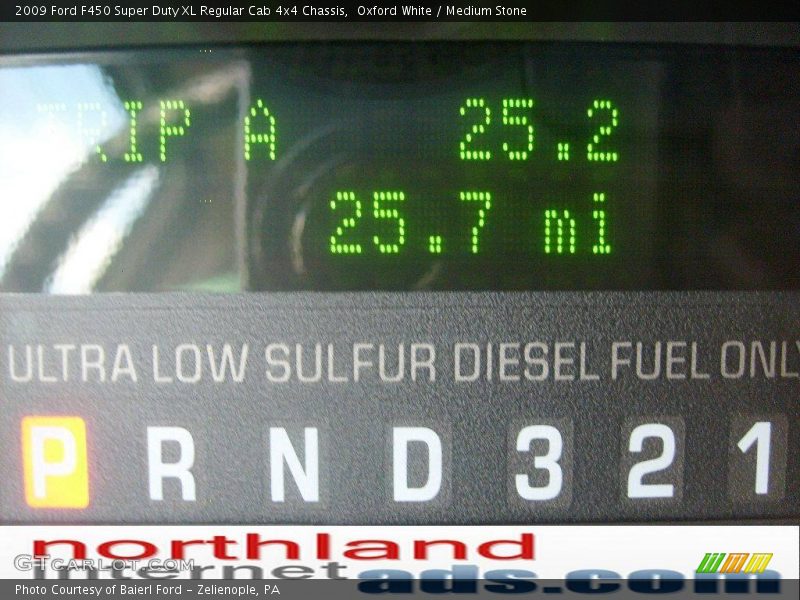 2009 Ford F450 Super Duty XL Regular Cab 4x4 Chassis,  Oxford White / Medium Stone
TRIP A 25.2
25.7 mi
ULTRA LOW SULFUR DIESEL FUEL ONLY
P R N D 3 2 1
northland
GTCARLOT.COM
internet ads.com
Photo Courtesy of Baierl Ford - Zelienople, PA